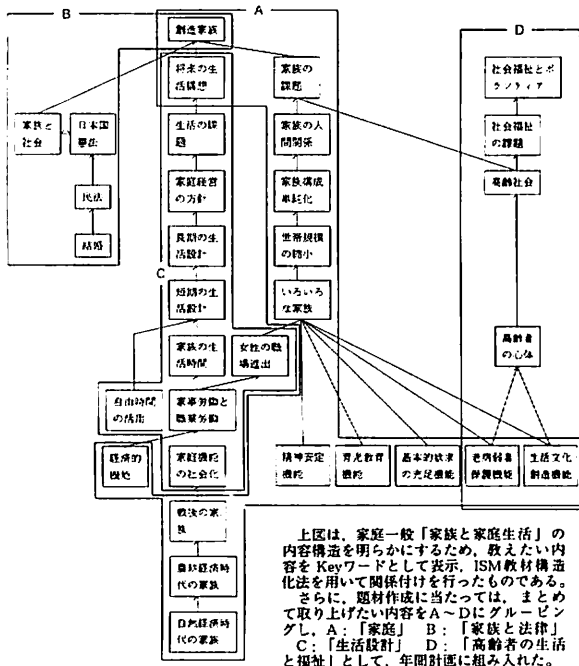 A
B
D
C
創造家族
将来の生
活構想
家族の
課題
社会福祉とボ
ランティア
家族と
社会
日本国
憲法
生活の課
題
家族の人
間関係
社会福祉
の課題
民法
家庭経営
の方針
家族構成
単純化
高齢社会
結婚
長期の生
活設計
世帯規模
の縮小
短期の生
活設計
いろいろ
な家族
家族の生
活時間
女性の職
場進出
高齢者
の心体
自由時間
の活用
家事労働と
職業労働
経済的
機能
家庭機能
の社会化
精神安定
機能
育児教育
機能
基本的欲求
の充足機能
老病弱者
保護機能
生活文化
創造機能
戦後の家
族
農林経済時
代の家族
自然経済時
代の家族
上図は,家庭一般「家族と家庭生活」の
内容構造を明らかにするため,教えたい内
容を Keyワードとして表示,ISM教材構造
化法を用いて関係付けを行ったものである。
さらに,題材作成に当たっては,まとめ
て取り上げたい内容をA~Dにグルーピン
グし,A:「家庭」 B:「家族と法律」
C:「生活設計」 D:「高齢者の生活
と福祉」として,年間計画に組み入れた。